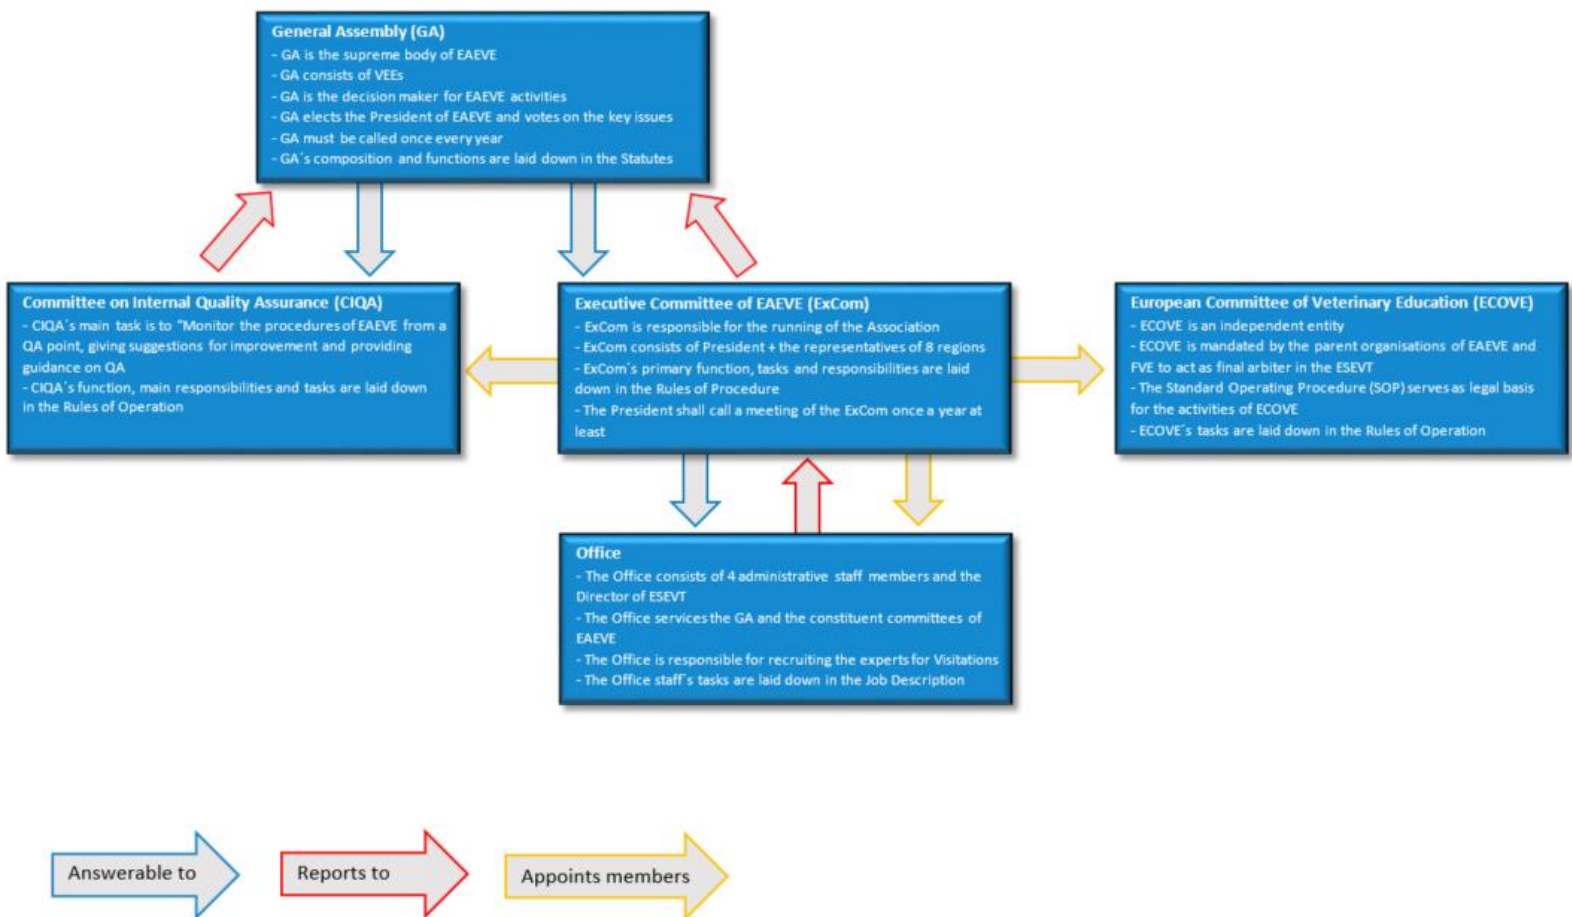 General Assembly (GA)
- GA is the supreme body of EAEVE
- GA consists of VEEs
- GA is the decision maker for EAEVE activities
- GA elects the President of EAEVE and votes on the key issues
- GA must be called once every year
- GA´s composition and functions are laid down in the Statutes
Committee on Internal Quality Assurance (CIQA)
- CIQA´s main task is to “Monitor the procedures of EAEVE from a
QA point, giving suggestions for improvement and providing
guidance on QA
- CIQA´s function, main responsibilities and tasks are laid down
in the Rules of Operation
Executive Committee of EAEVE (ExCom)
- ExCom is responsible for the running of the Association
- ExCom consists of President + the representatives of 8 regions
- ExCom´s primary function, tasks and responsibilities are laid
down in the Rules of Procedure
- The President shall call a meeting of the ExCom once a year at
least
European Committee of Veterinary Education (ECOVE)
- ECOVE is an independent entity
- ECOVE is mandated by the parent organisations of EAEVE and
FVE to act as final arbiter in the ESEVT
- The Standard Operating Procedure (SOP) serves as legal basis
for the activities of ECOVE
- ECOVE´s tasks are laid down in the Rules of Operation
Office
- The Office consists of 4 administrative staff members and the
Director of ESEVT
- The Office services the GA and the constituent committees of
EAEVE
- The Office is responsible for recruiting the experts for Visitations
- The Office staff´s tasks are laid down in the Job Description
Answerable to
Reports to
Appoints members